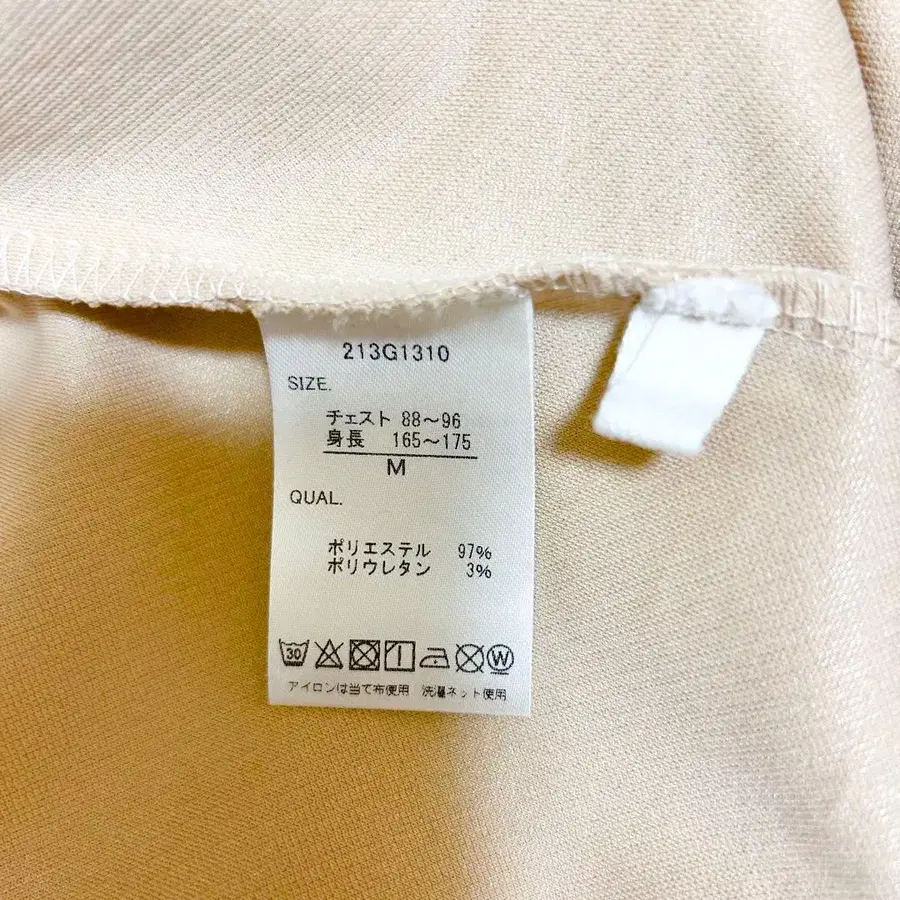 213G1310
SIZE.
チェスト 88〜96
身長 165〜175
M
QUAL.
ポリエステル 97%
ポリウレタン 3%
30 W
アイロンは当て布使用 洗濯ネット使用